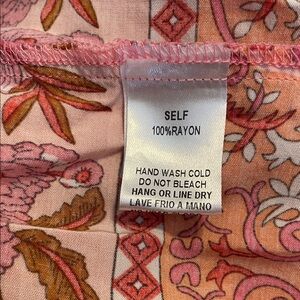 SELF
100%RAYON
HAND WASH COLD
DO NOT BLEACH
HANG OR LINE DRY
LAVE FRIO A MANO